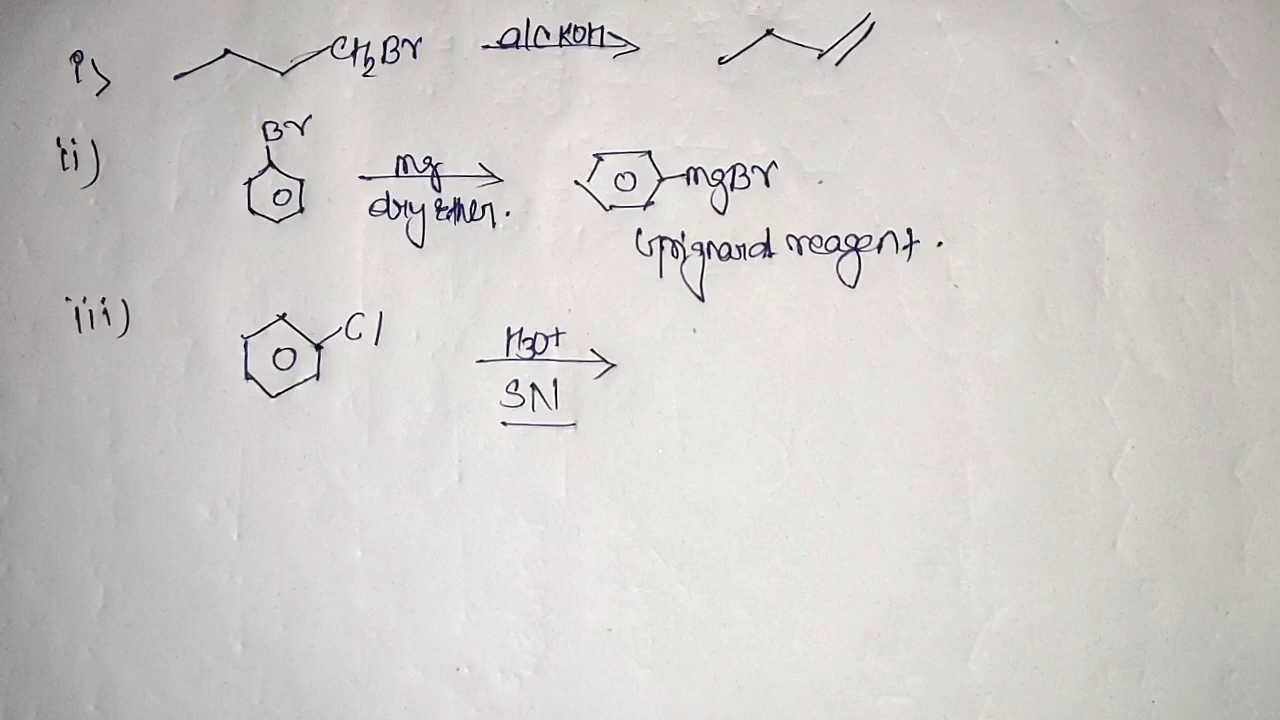 i) CH2Br alc KOH
ii) Br Mg dry ether. MgBr
Grignard reagent.
iii) Cl H3O+
SN